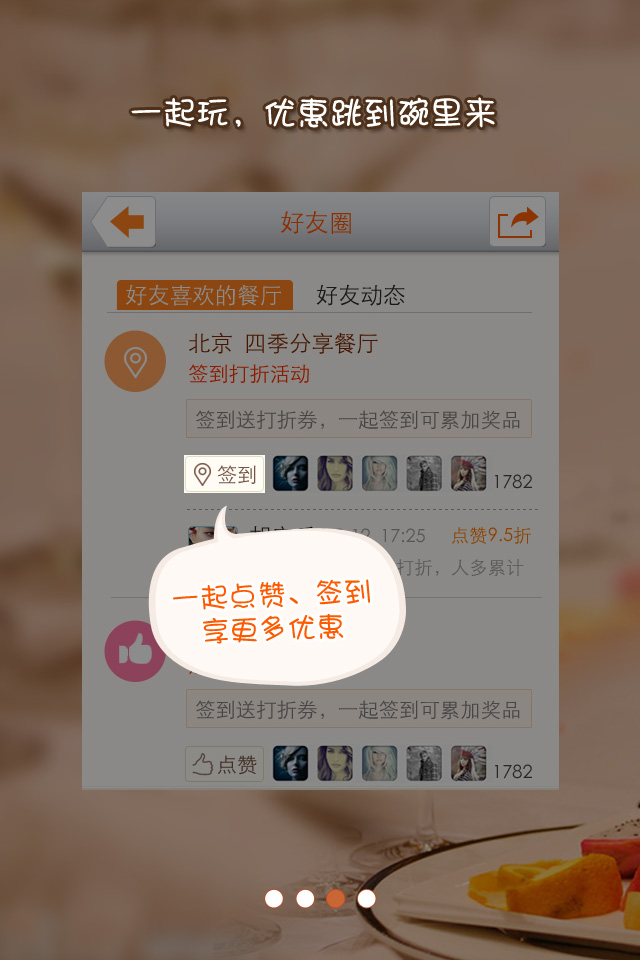 一起玩，优惠跳到碗里来
好友圈
好友喜欢的餐厅 好友动态
北京 四季分享餐厅
签到打折活动
签到送打折券，一起签到可累加奖品
签到 1782
17:25 点赞9.5折
打折，人多累计
一起点赞、签到
享更多优惠
签到送打折券，一起签到可累加奖品
点赞 1782